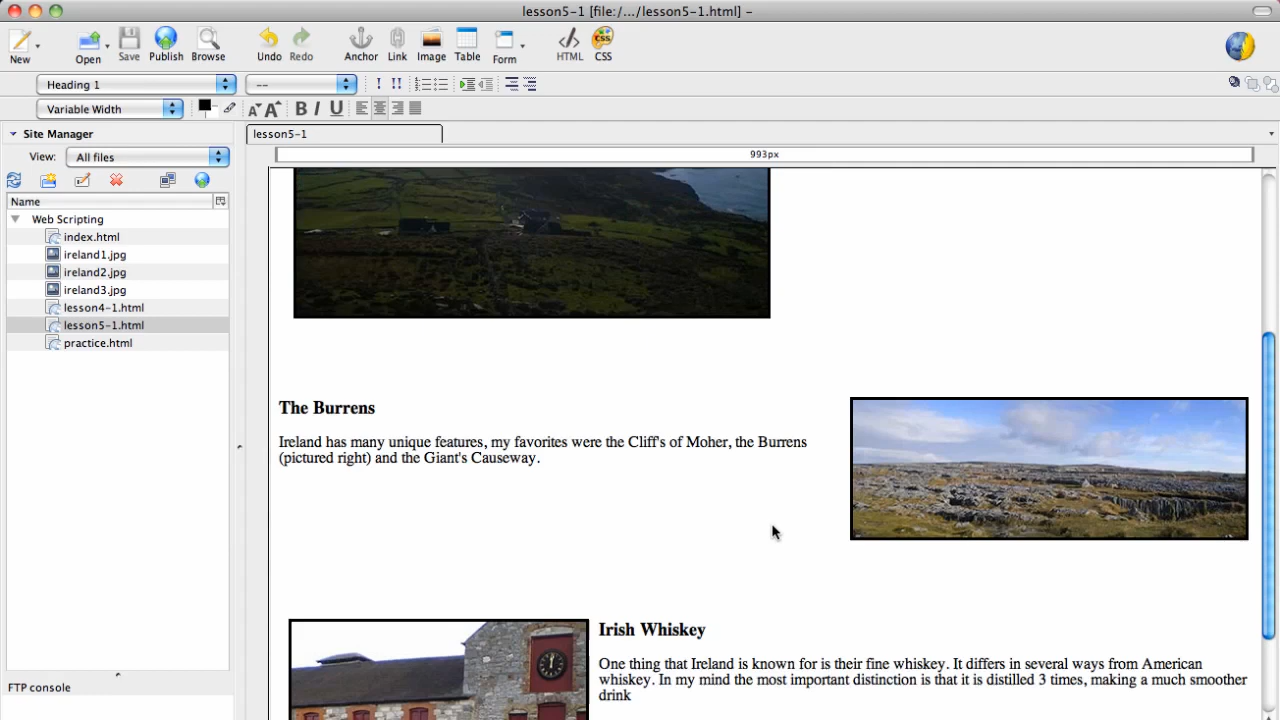 lesson5-1 [file:/.../lesson5-1.html] –
New
Open
Save
Publish
Browse
Undo
Redo
Anchor
Link
Image
Table
Form
HTML
CSS
CSS
Heading 1
--
! !!
Variable Width
B I U
Site Manager
lesson5-1
View: All files
993px
Name
Web Scripting
index.html
ireland1.jpg
ireland2.jpg
ireland3.jpg
lesson4-1.html
lesson5-1.html
practice.html
The Burrens
Ireland has many unique features, my favorites were the Cliff's of Moher, the Burrens
(pictured right) and the Giant's Causeway.
Irish Whiskey
One thing that Ireland is known for is their fine whiskey. It differs in several ways from American
whiskey. In my mind the most important distinction is that it is distilled 3 times, making a much smoother
drink
FTP console